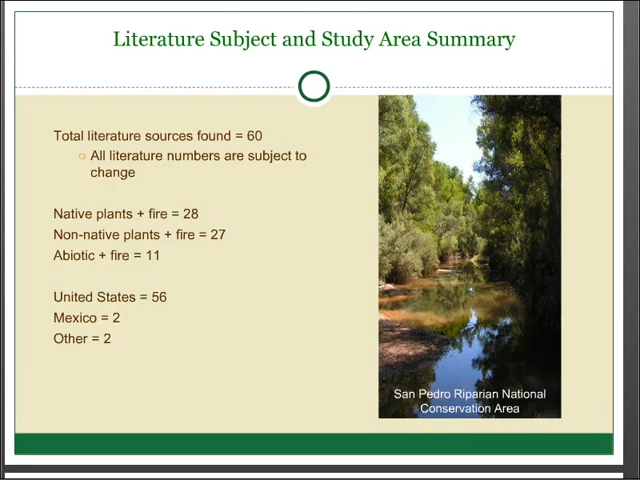 Literature Subject and Study Area Summary
Total literature sources found = 60
All literature numbers are subject to
change
Native plants + fire = 28
Non-native plants + fire = 27
Abiotic + fire = 11
United States = 56
Mexico = 2
Other = 2
San Pedro Riparian National
Conservation Area